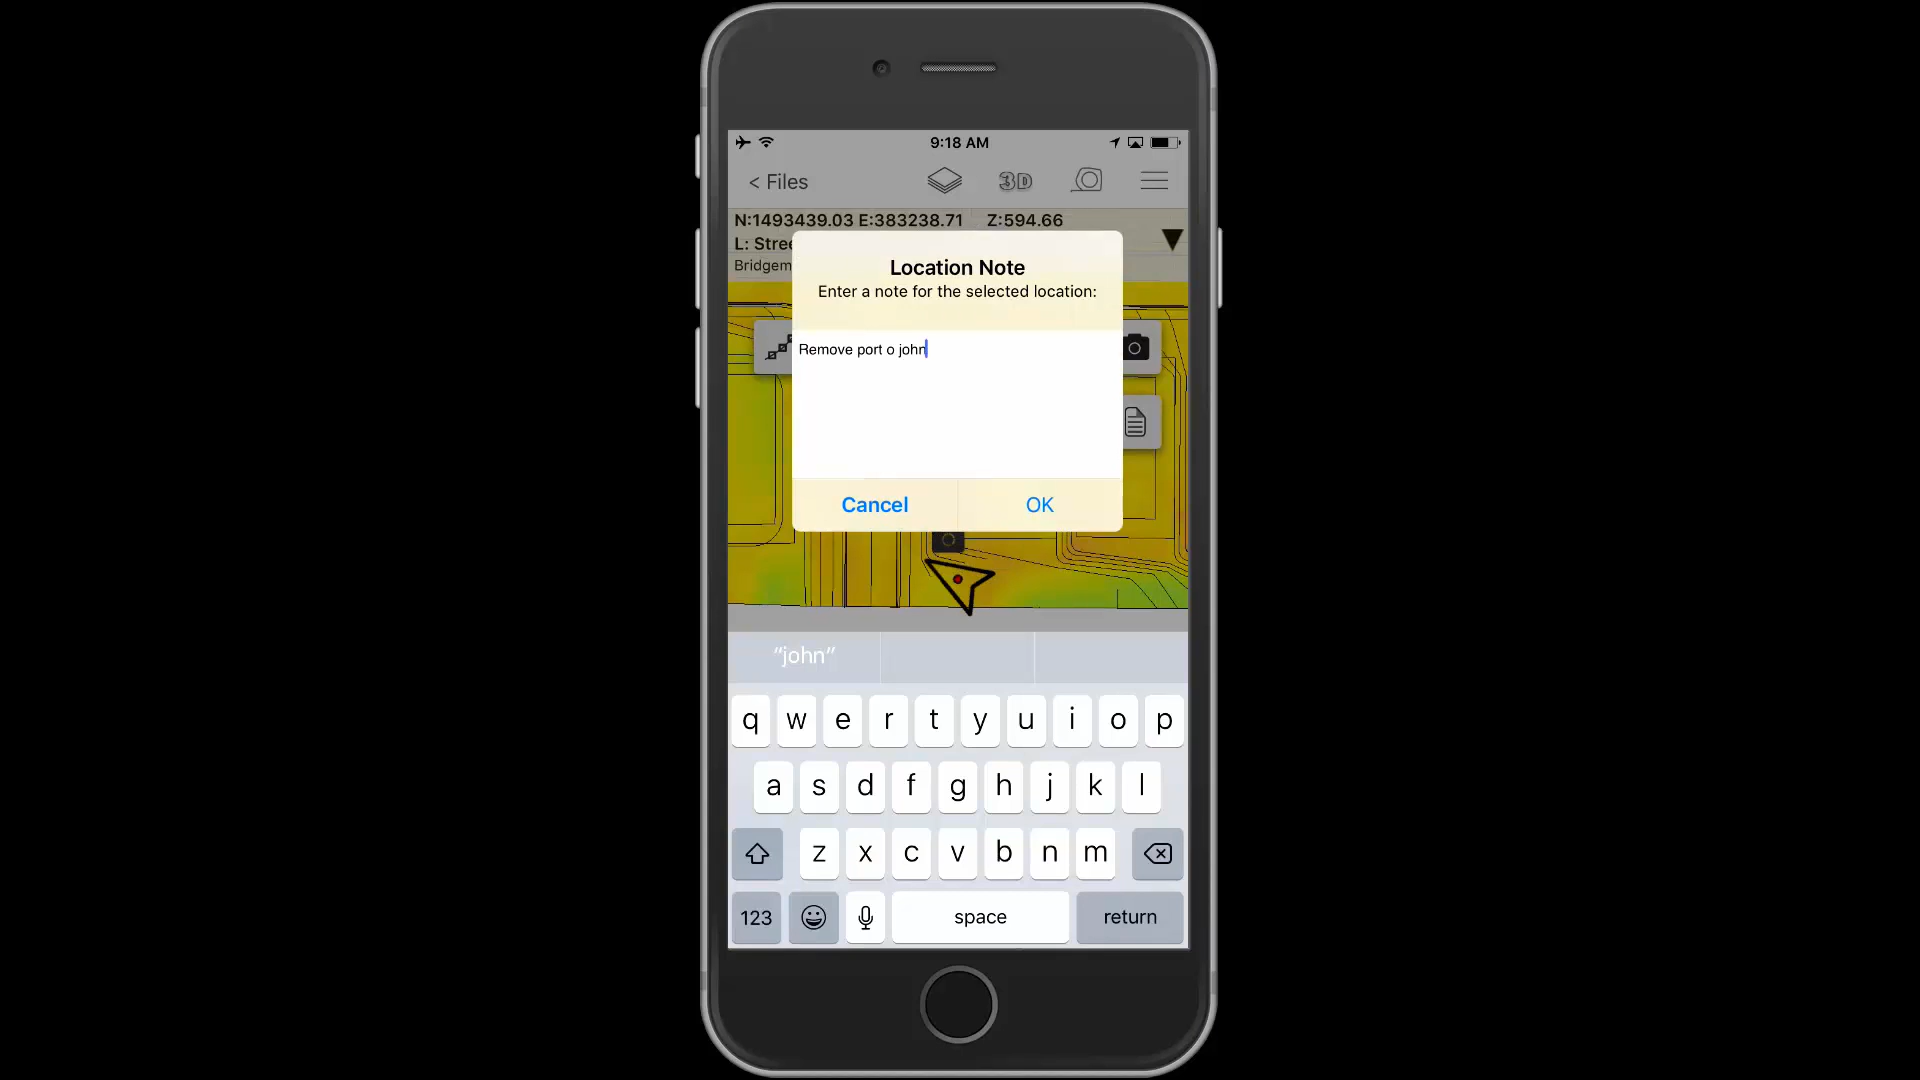 9:18 AM
< Files
3D
N:1493439.03 E:383238.71 Z:594.66
L: Stree
Bridgem
Location Note
Enter a note for the selected location:
Remove port o john
Cancel
OK
“john”
q w e r t y u i o p
a s d f g h j k l
z x c v b n m
123
space
return